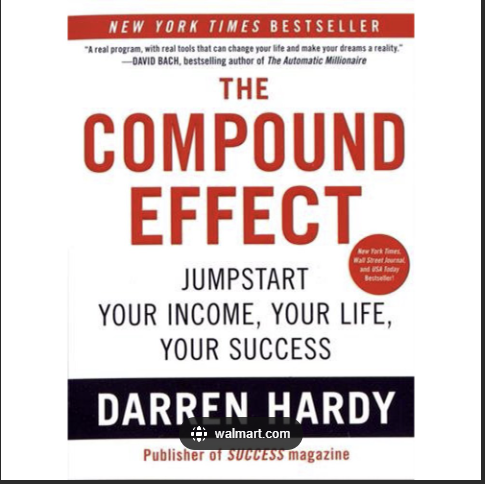 NEW YORK TIMES BESTSELLER
"A real program, with real tools that can change your life and make your dreams a reality."
—DAVID BACH, bestselling author of The Automatic Millionaire
THE
COMPOUND
EFFECT
New York Times,
Wall Street Journal,
and USA Today
Bestseller!
JUMPSTART
YOUR INCOME, YOUR LIFE,
YOUR SUCCESS
DARREN HARDY
walmart.com
Publisher of SUCCESS magazine